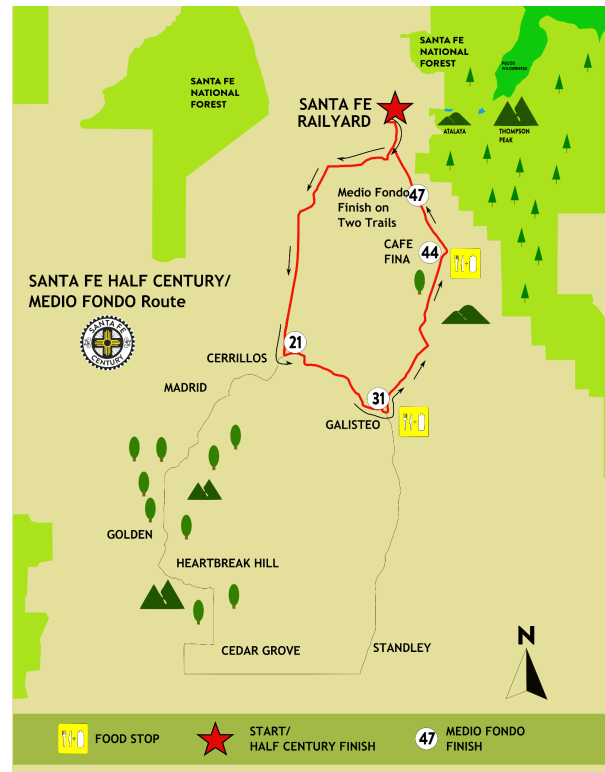 SANTA FE
NATIONAL
FOREST
SANTA FE
NATIONAL
FOREST
PECOS
WILDERNESS
SANTA FE
RAILYARD
ATALAYA
THOMPSON
PEAK
Medio Fondo
Finish on
Two Trails
47
CAFE
FINA
44
SANTA FE HALF CENTURY/
MEDIO FONDO Route
SANTA FE
CENTURY
21
CERRILLOS
MADRID
31
GALISTEO
GOLDEN
HEARTBREAK HILL
CEDAR GROVE
STANDLEY
N
FOOD STOP
START/
HALF CENTURY FINISH
47
MEDIO FONDO
FINISH